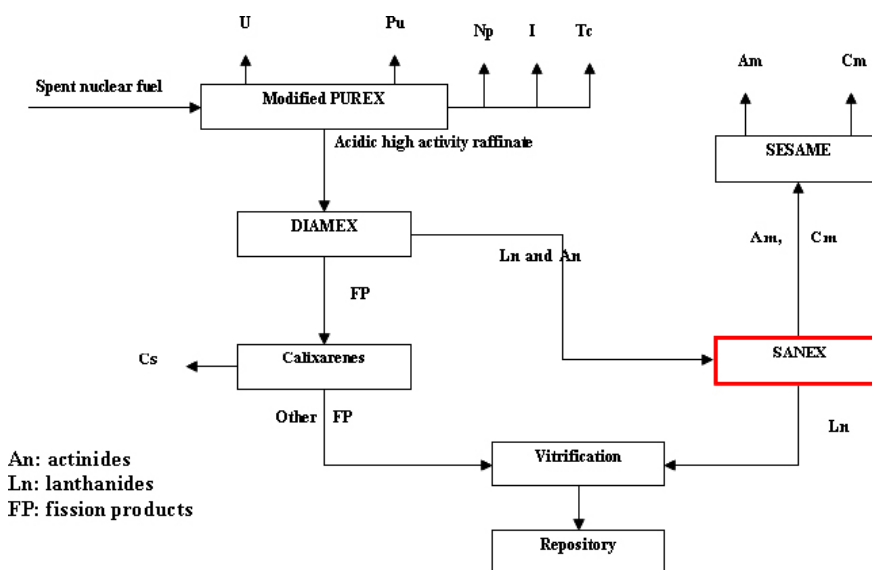 U
Pu
Np
I
Tc
Spent nuclear fuel
Modified PUREX
Am
Cm
Acidic high activity raffinate
SESAME
DIAMEX
Ln and An
Am,
Cm
FP
Cs
Calixarenes
SANEX
Other
FP
Ln
An: actinides
Ln: lanthanides
FP: fission products
Vitrification
Repository